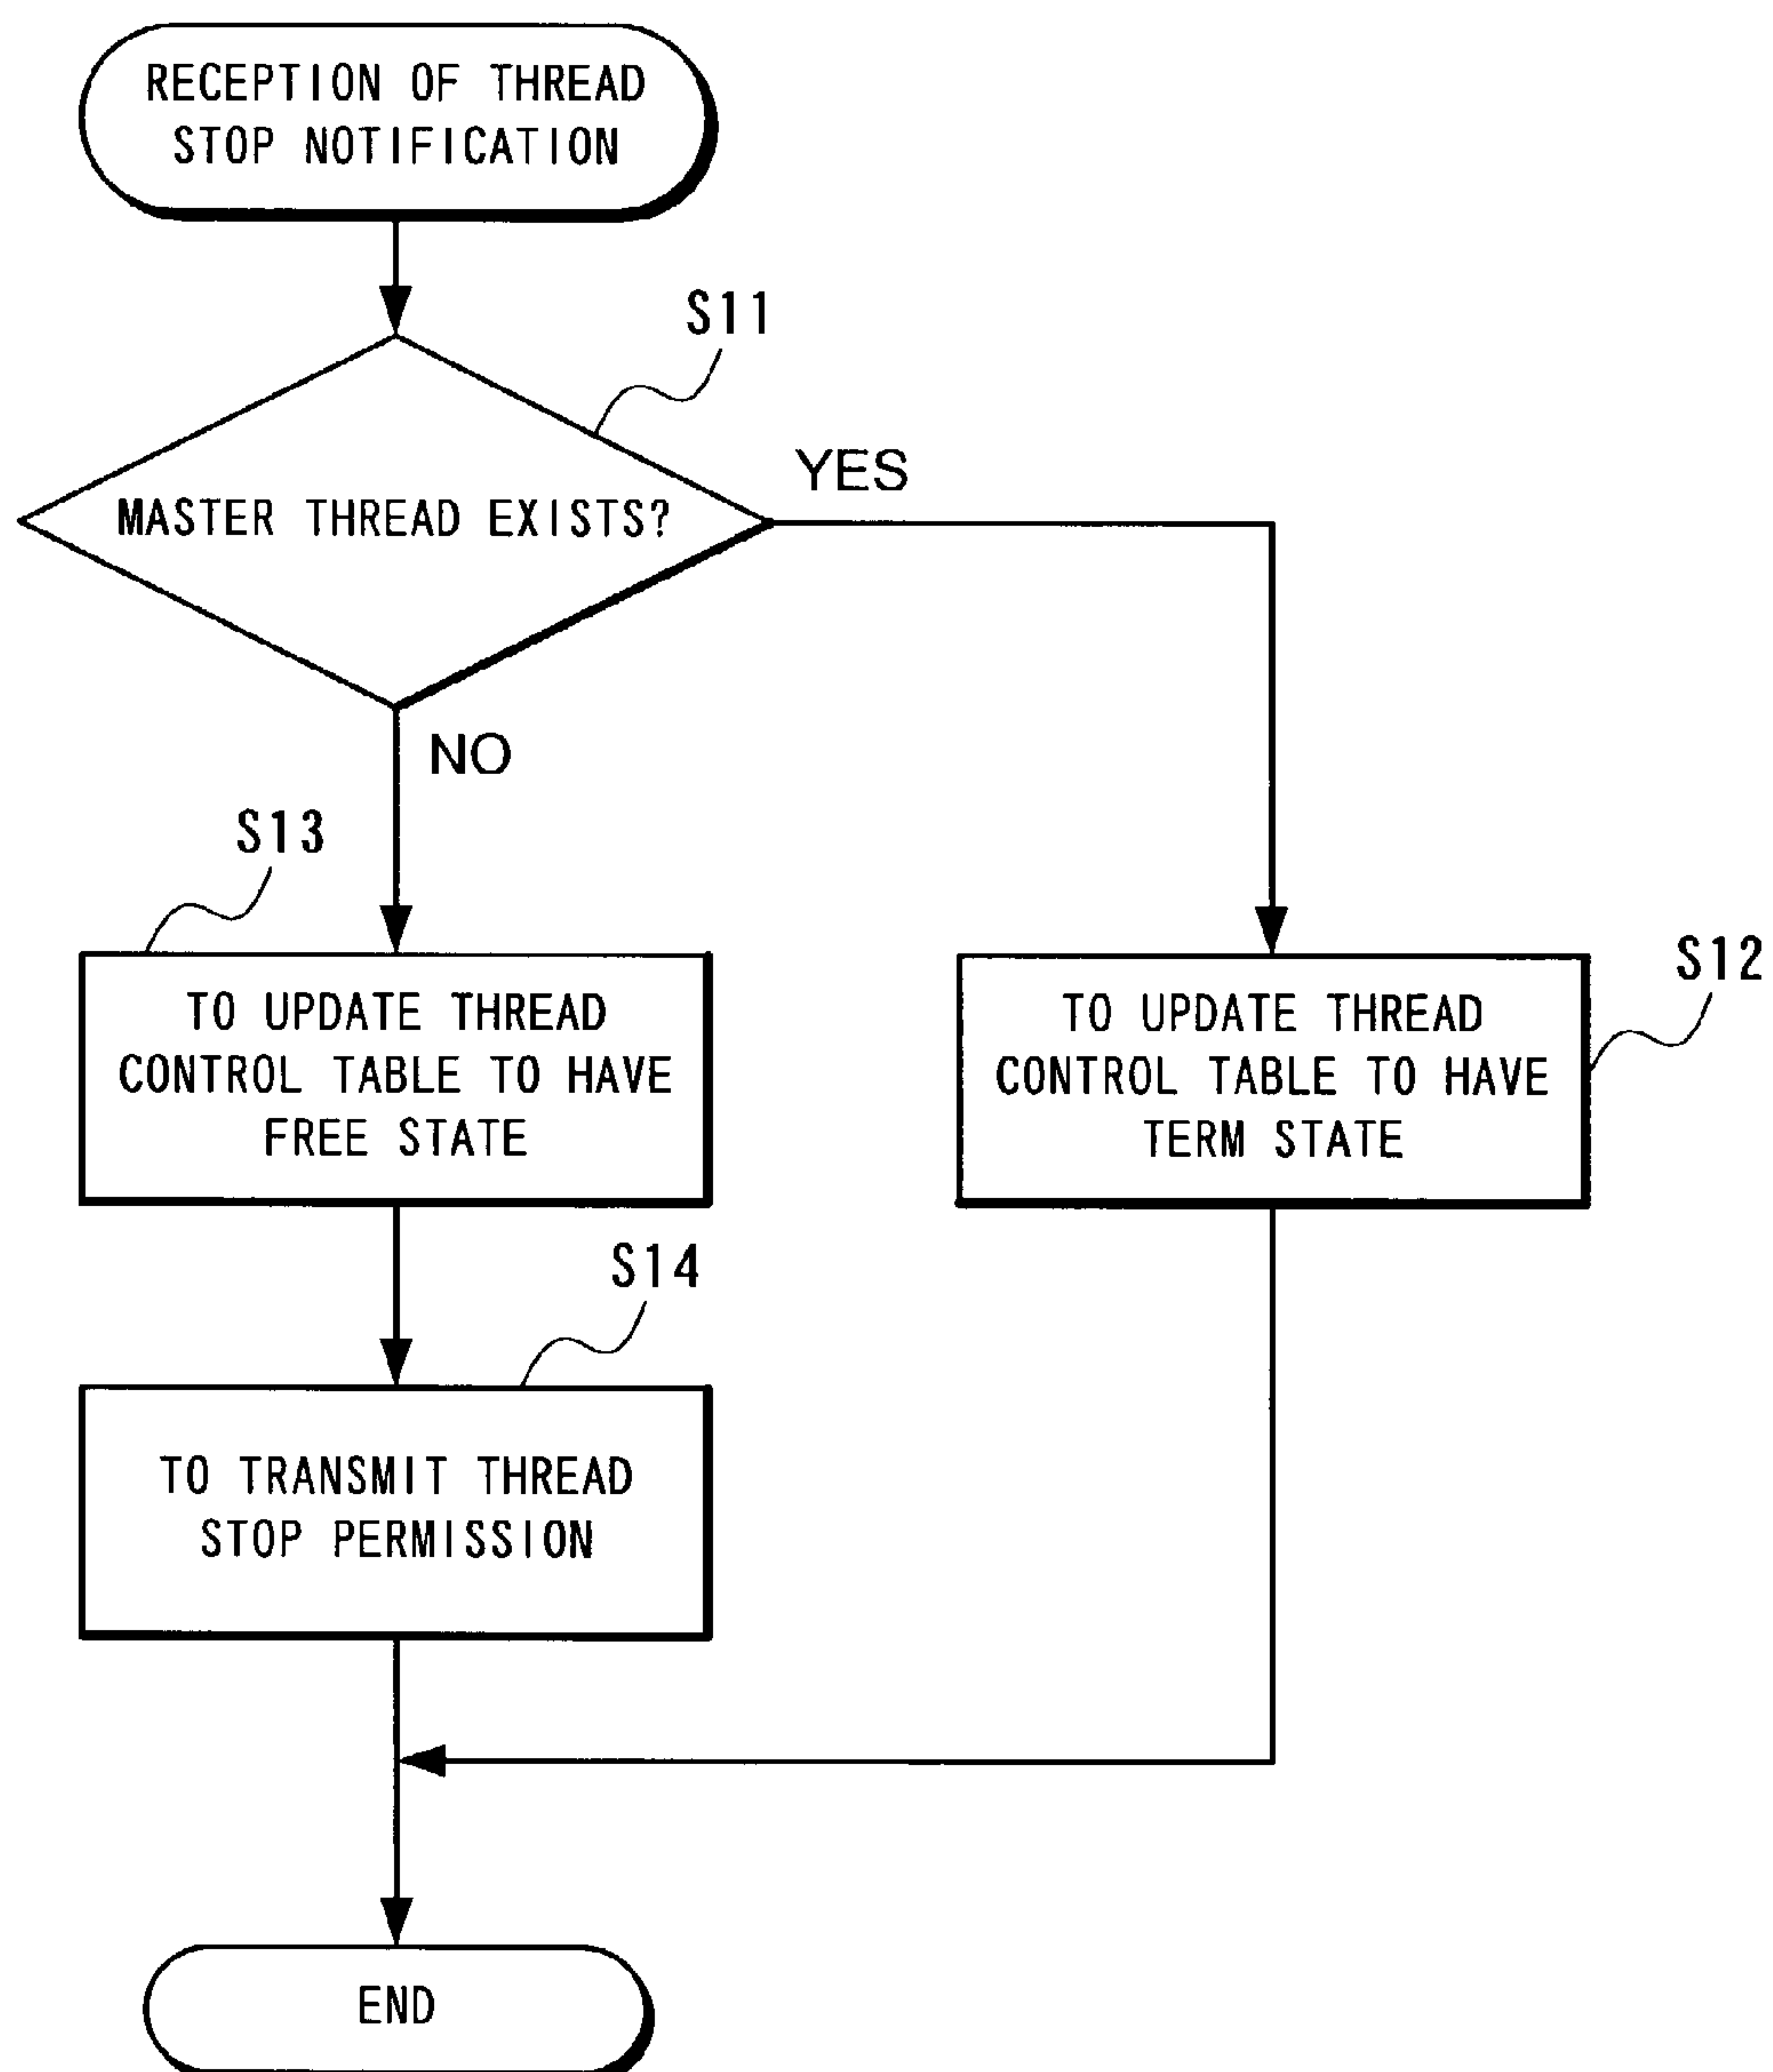 RECEPTION OF THREAD
STOP NOTIFICATION
S11
MASTER THREAD EXISTS?
YES
NO
S13
TO UPDATE THREAD
CONTROL TABLE TO HAVE
FREE STATE
S12
TO UPDATE THREAD
CONTROL TABLE TO HAVE
TERM STATE
S14
TO TRANSMIT THREAD
STOP PERMISSION
END